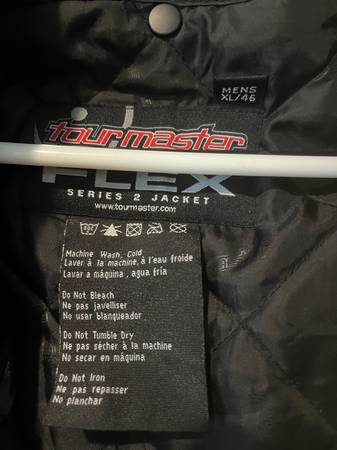 MENS
XL/46
tourmaster
FLEX
SERIES 2 JACKET
www.tourmaster.com
Machine Wash, Cold
Laver à la machine, à l'eau froide
Lavar a máquina , agua fría
Do Not Bleach
Ne pas javelliser
No usar blanqueador
Do Not Tumble Dry
Ne pas sécher à la machine
No secar en máquina
Do Not Iron
Ne pas repasser
No planchar